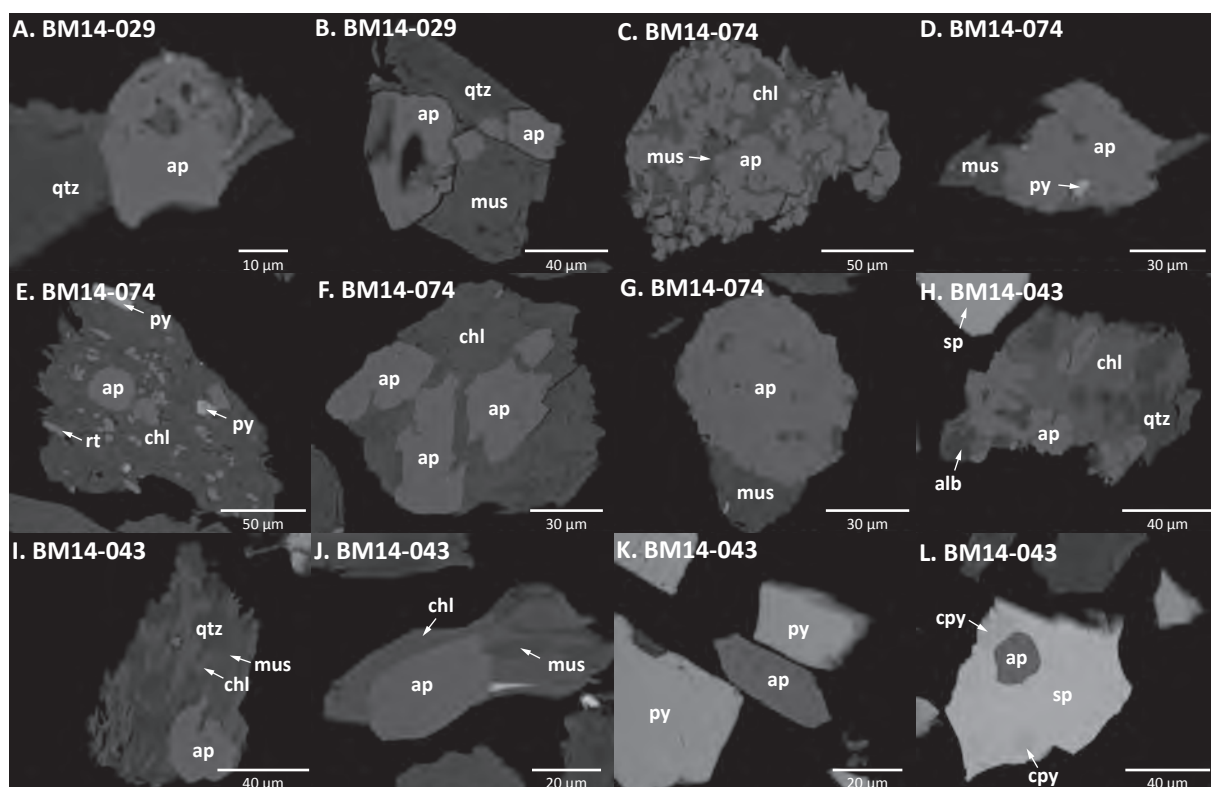 A. BM14-029
qtz
ap
10 µm
B. BM14-029
qtz
ap
ap
mus
40 µm
C. BM14-074
chl
mus
ap
50 µm
D. BM14-074
ap
mus
py
30 µm
E. BM14-074
py
ap
py
rt
chl
50 µm
F. BM14-074
chl
ap
ap
ap
30 µm
G. BM14-074
ap
mus
30 µm
H. BM14-043
sp
chl
qtz
ap
alb
40 µm
I. BM14-043
qtz
mus
chl
ap
40 µm
J. BM14-043
chl
mus
ap
20 µm
K. BM14-043
py
ap
py
20 µm
L. BM14-043
cpy
ap
sp
cpy
40 µm